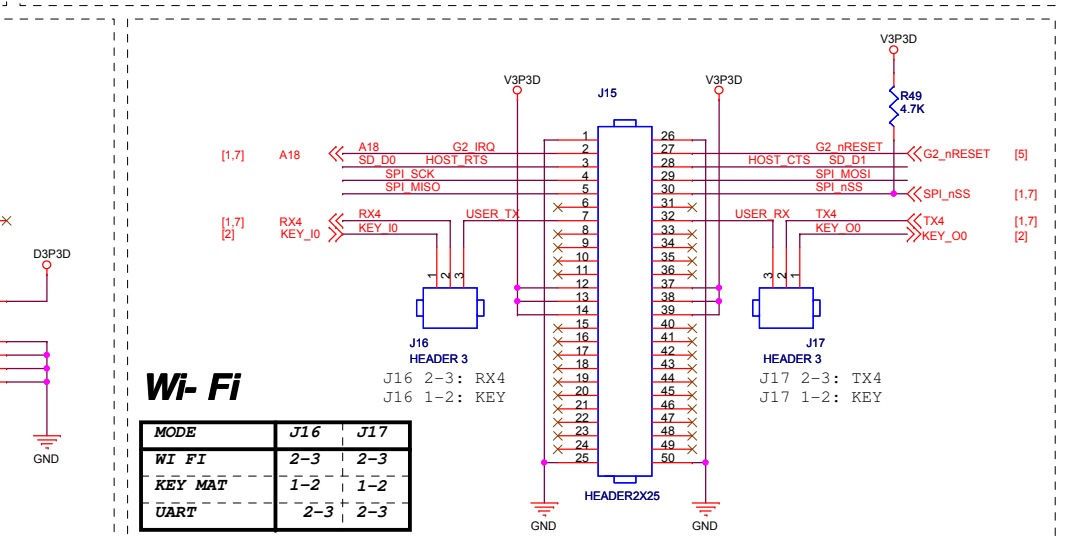 V3P3D
V3P3D V3P3D
J15
R49
4.7K
1 26
[1,7] A18 A18 G2_IRQ 2 27 G2_nRESET G2_nRESET [5]
SD_D0 HOST_RTS 3 28 HOST_CTS SD_D1
SPI_SCK 4 29 SPI_MOSI
SPI_MISO 5 30 SPI_nSS SPI_nSS [1,7]
6 31
[1,7] RX4 RX4 USER_TX 7 32 USER_RX TX4 TX4 [1,7]
[2] KEY_I0 KEY_I0 8 33 KEY_O0 KEY_O0 [2]
9 34
D3P3D
10 35
1 2 3 11 36 3 2 1
12 37
13 38
14 39
15 40
J16 16 41 J17
17 42
HEADER 3 HEADER 3
18 43
J16 2-3: RX4 19 44 J17 2-3: TX4
J16 1-2: KEY 20 45 J17 1-2: KEY
Wi- Fi
21 46
22 47
23 48
24 49
25 50
MODE J16 J17
WI FI 2-3 2-3
KEY MAT 1-2 1-2
UART 2-3 2-3
GND
HEADER2X25
GND GND